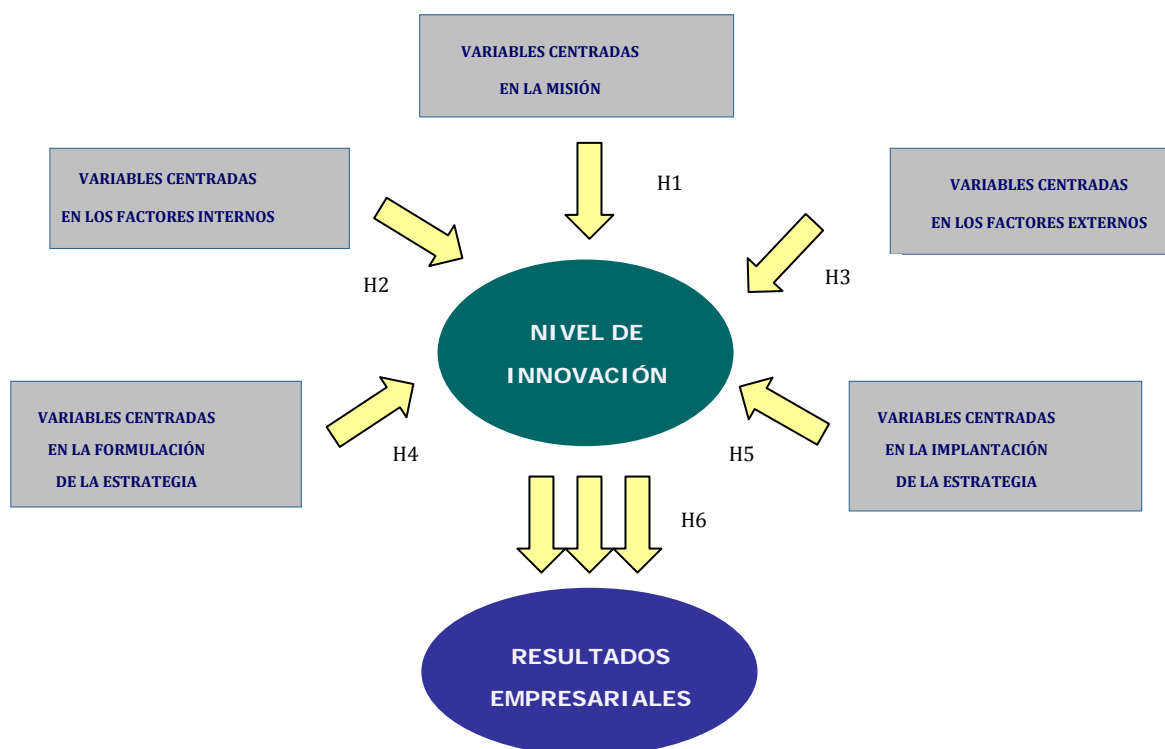 VARIABLES CENTRADAS
EN LA MISIÓN
H1
VARIABLES CENTRADAS
EN LOS FACTORES INTERNOS
H2
VARIABLES CENTRADAS
EN LOS FACTORES EXTERNOS
H3
NIVEL DE
INNOVACIÓN
VARIABLES CENTRADAS
EN LA FORMULACIÓN
DE LA ESTRATEGIA
H4
VARIABLES CENTRADAS
EN LA IMPLANTACIÓN
DE LA ESTRATEGIA
H5
H6
RESULTADOS
EMPRESARIALES